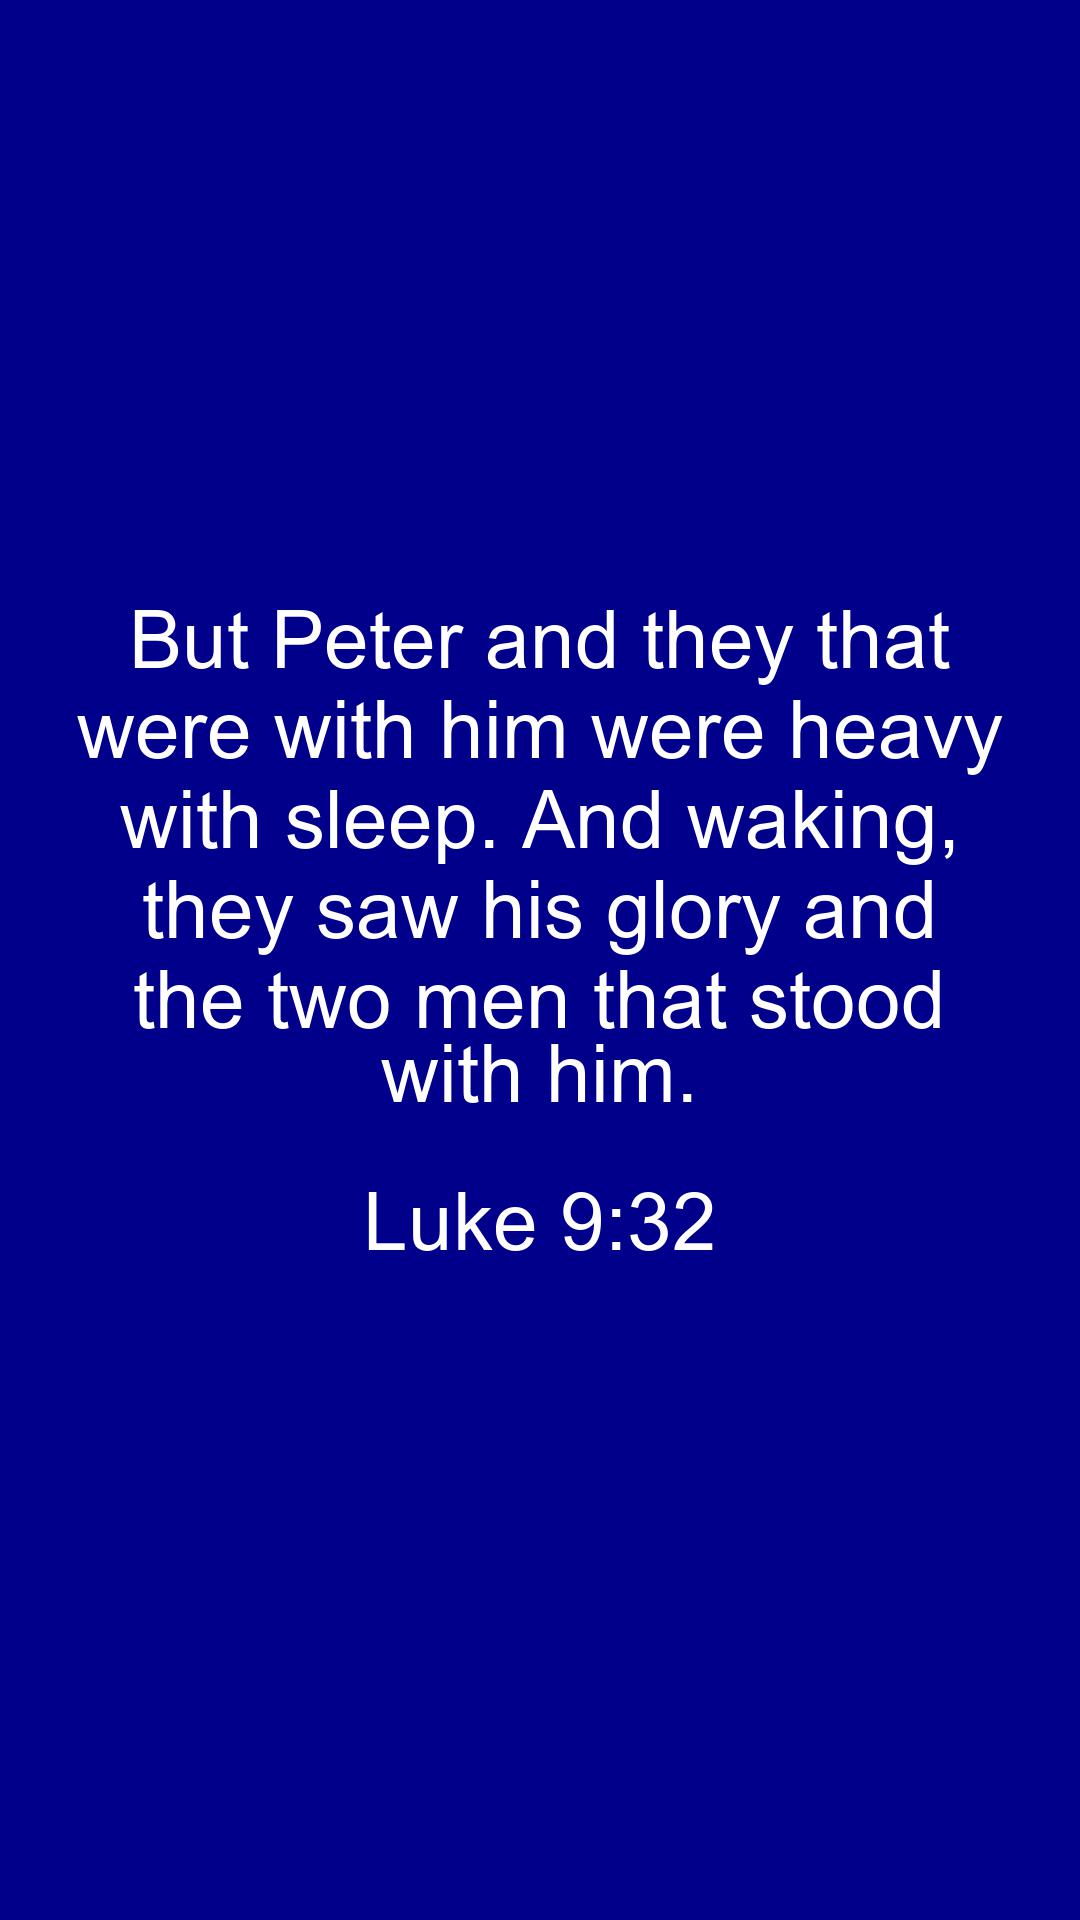 But Peter and they that
were with him were heavy
with sleep. And waking,
they saw his glory and
the two men that stood
with him.
Luke 9:32